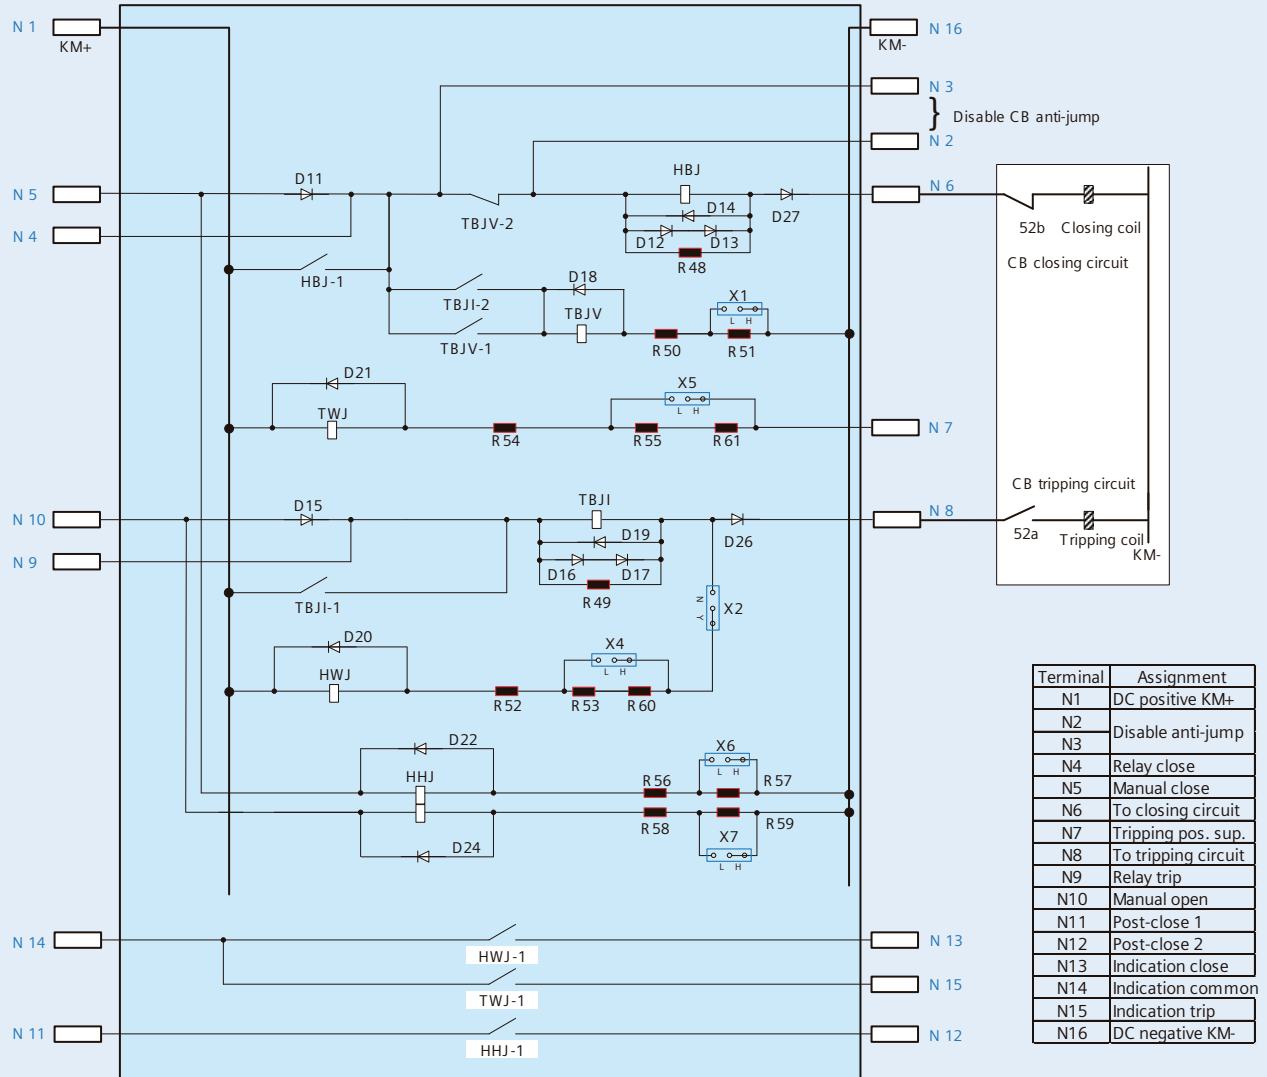 N 1
KM+
N 16
KM-
N 3
} Disable CB anti-jump
N 2
N 5
D11
TBJV-2
HBJ
D14
D12
D13
R48
D27
N 6
52b
Closing coil
CB closing circuit
N 4
HBJ-1
TBJI-2
D18
TBJV
TBJV-1
R50
X1
L H
R51
D21
TWJ
R54
X5
L H
R55
R61
N 7
CB tripping circuit
N 10
D15
TBJI
D19
D16
D17
R49
D26
N 8
52a
Tripping coil
KM-
N 9
TBJI-1
N Y
X2
D20
HWJ
R52
X4
L H
R53
R60
D22
HHJ
R56
X6
L H
R57
R58
R59
D24
X7
L H
N 14
HWJ-1
N 13
TWJ-1
N 15
N 11
HHJ-1
N 12
Terminal Assignment
N1 DC positive KM+
N2
Disable anti-jump
N3
N4 Relay close
N5 Manual close
N6 To closing circuit
N7 Tripping pos. sup.
N8 To tripping circuit
N9 Relay trip
N10 Manual open
N11 Post-close 1
N12 Post-close 2
N13 Indication close
N14 Indication common
N15 Indication trip
N16 DC negative KM-